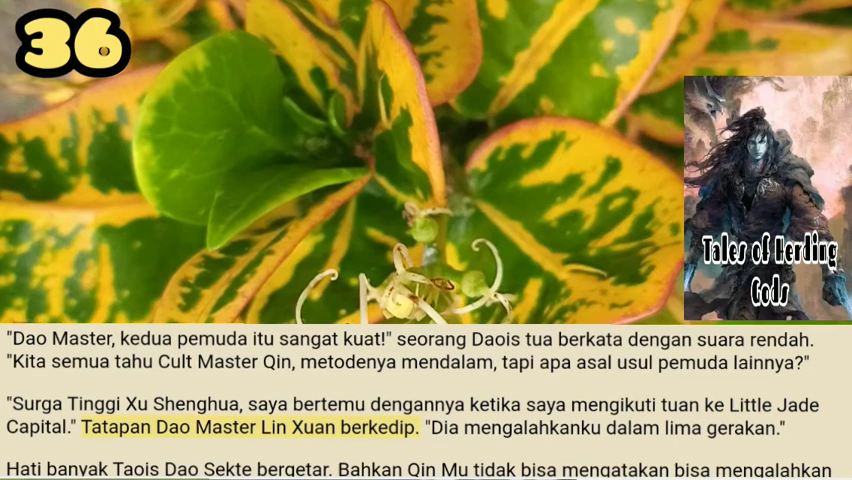 36
Tales of Herding
Gods
"Dao Master, kedua pemuda itu sangat kuat!" seorang Daois tua berkata dengan suara rendah.
"Kita semua tahu Cult Master Qin, metodenya mendalam, tapi apa asal usul pemuda lainnya?"
"Surga Tinggi Xu Shenghua, saya bertemu dengannya ketika saya mengikuti tuan ke Little Jade
Capital." Tatapan Dao Master Lin Xuan berkedip. "Dia mengalahkanku dalam lima gerakan."
Hati banyak Taois Dao Sekte bergetar. Bahkan Qin Mu tidak bisa mengatakan bisa mengalahkan